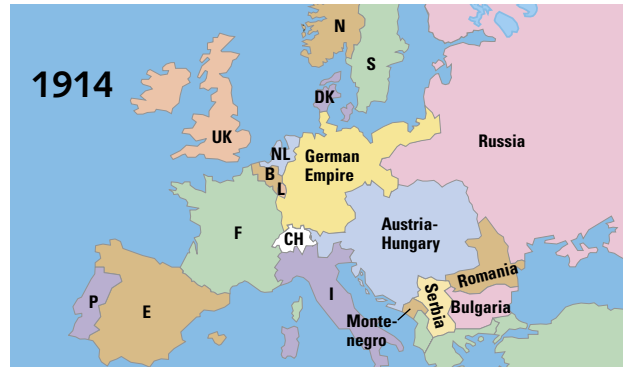 1914
N
S
DK
UK
NL
German
Empire
B
L
Russia
F
CH
Austria-
Hungary
P
E
I
Romania
Serbia
Bulgaria
Monte-
negro